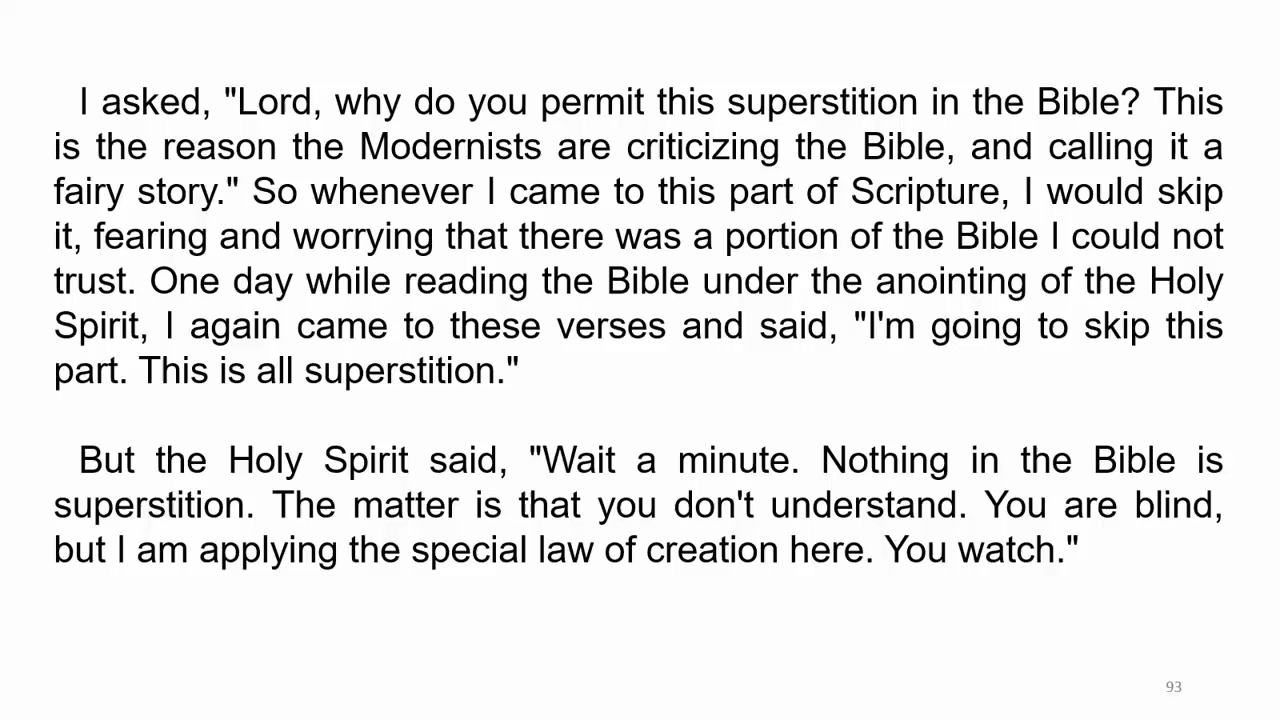 I asked, "Lord, why do you permit this superstition in the Bible? This
is the reason the Modernists are criticizing the Bible, and calling it a
fairy story." So whenever I came to this part of Scripture, I would skip
it, fearing and worrying that there was a portion of the Bible I could not
trust. One day while reading the Bible under the anointing of the Holy
Spirit, I again came to these verses and said, "I'm going to skip this
part. This is all superstition."
But the Holy Spirit said, "Wait a minute. Nothing in the Bible is
superstition. The matter is that you don't understand. You are blind,
but I am applying the special law of creation here. You watch."
93